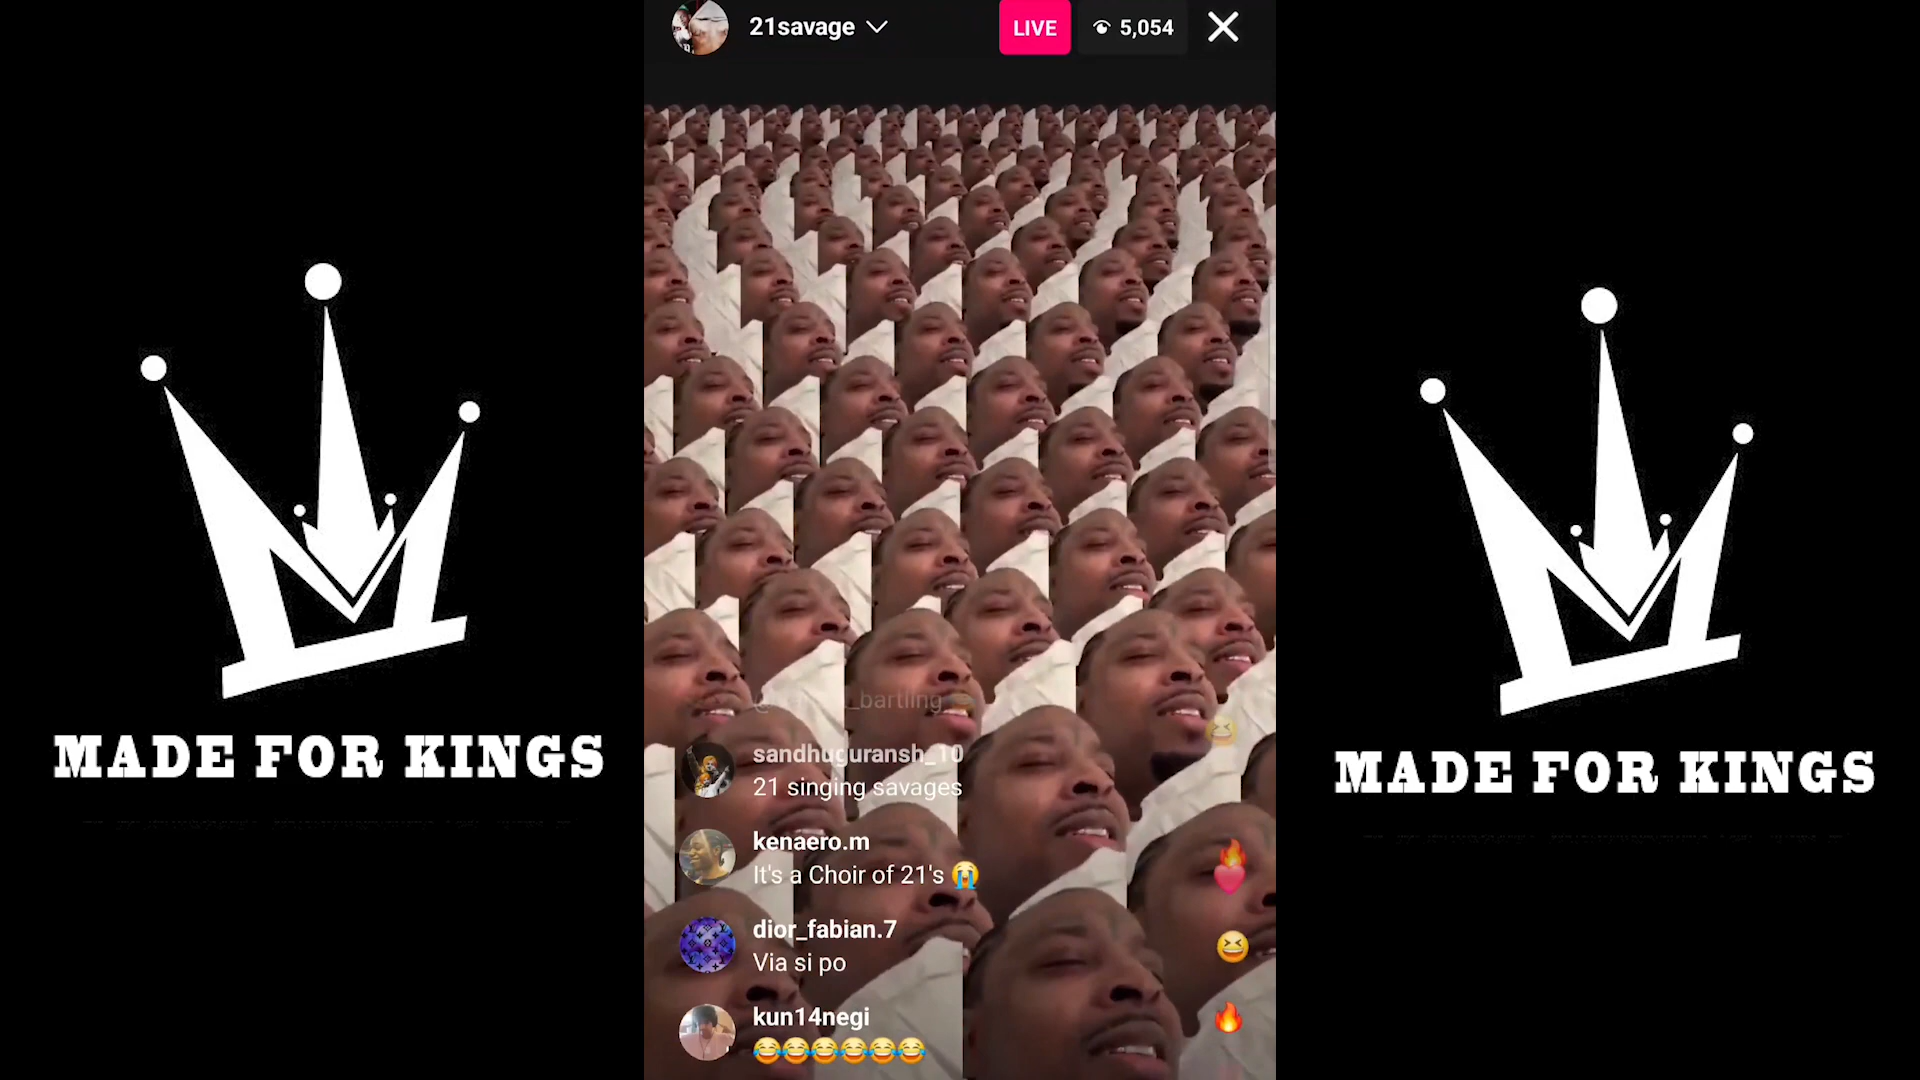 21savage
LIVE
5,054
_bartling
sandhuguransh_10
21 singing savages
kenaero.m
It's a Choir of 21's 😭
dior_fabian.7
Via si po
kun14negi
😂😂😂😂😂😂
MADE FOR KINGS
MADE FOR KINGS